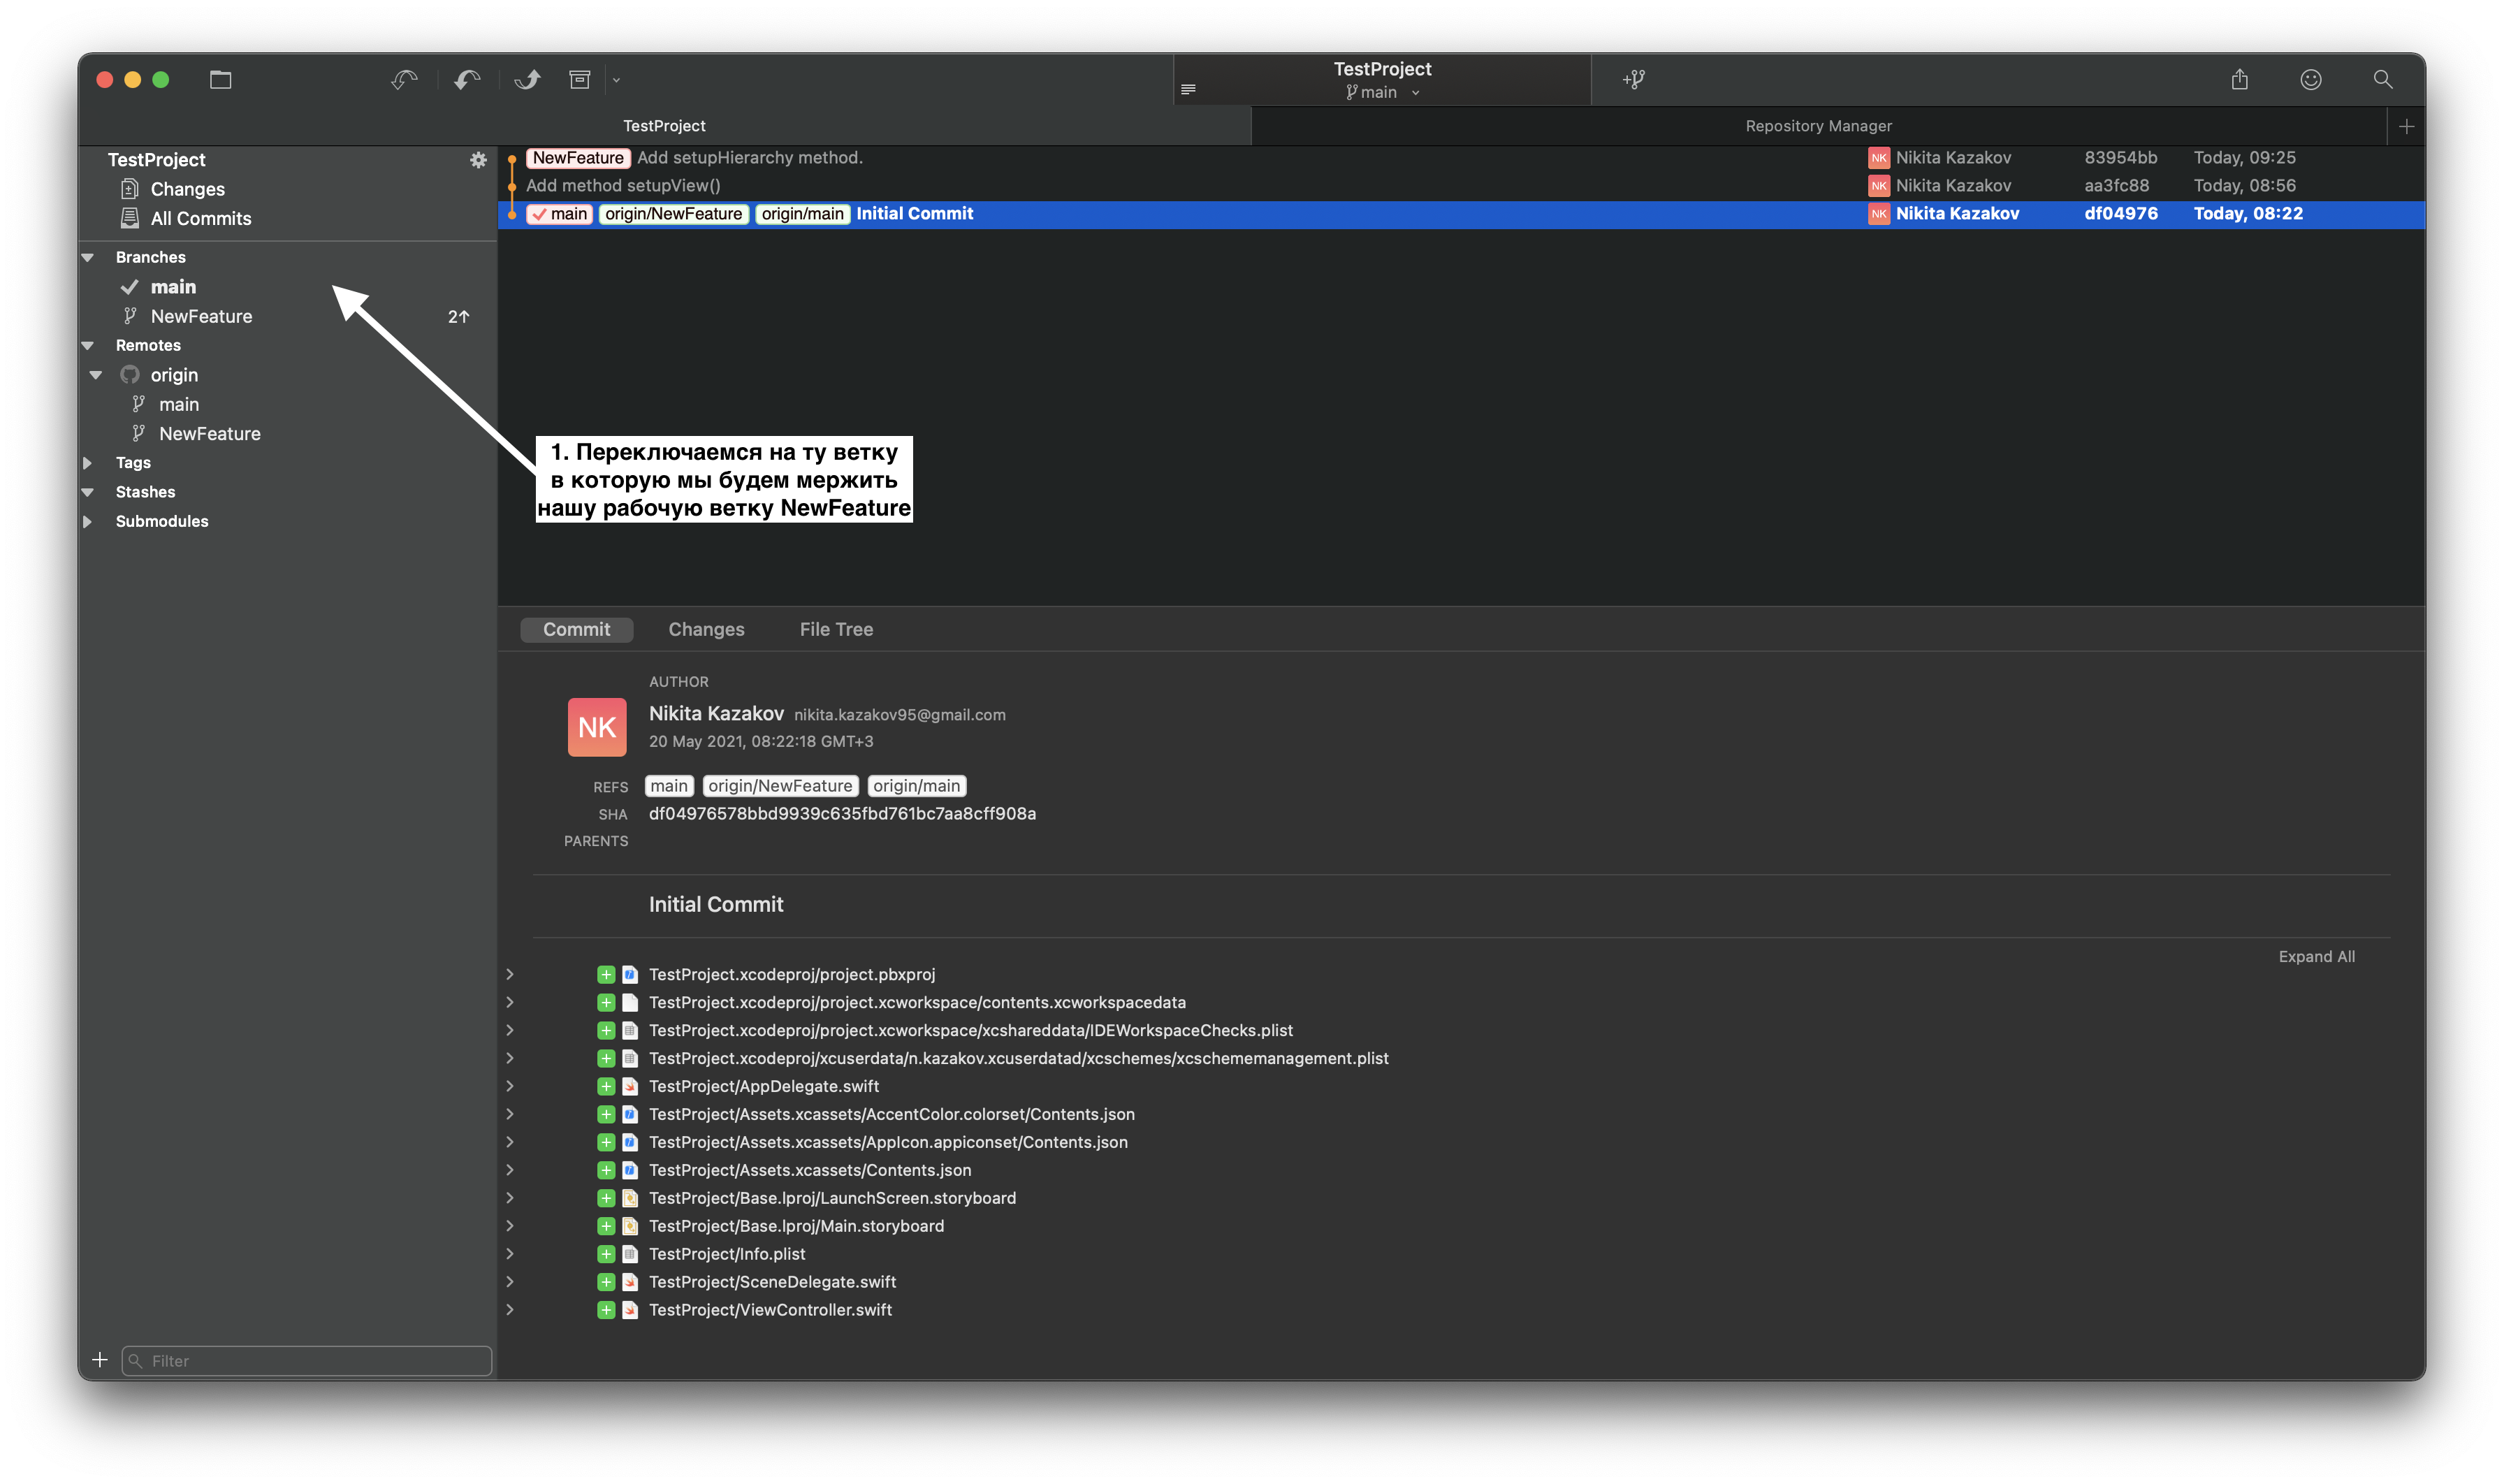 TestProject
main
TestProject
Repository Manager
TestProject
Changes
All Commits
Branches
main
NewFeature 2↑
Remotes
origin
main
NewFeature
Tags
Stashes
Submodules
Filter
NewFeature Add setupHierarchy method. NK Nikita Kazakov 83954bb Today, 09:25
Add method setupView() NK Nikita Kazakov aa3fc88 Today, 08:56
main origin/NewFeature origin/main Initial Commit NK Nikita Kazakov df04976 Today, 08:22
1. Переключаемся на ту ветку
в которую мы будем мержить
нашу рабочую ветку NewFeature
Commit Changes File Tree
AUTHOR
NK
Nikita Kazakov nikita.kazakov95@gmail.com
20 May 2021, 08:22:18 GMT+3
REFS main origin/NewFeature origin/main
SHA df04976578bbd9939c635fbd761bc7aa8cff908a
PARENTS
Initial Commit
Expand All
TestProject.xcodeproj/project.pbxproj
TestProject.xcodeproj/project.xcworkspace/contents.xcworkspacedata
TestProject.xcodeproj/project.xcworkspace/xcshareddata/IDEWorkspaceChecks.plist
TestProject.xcodeproj/xcuserdata/n.kazakov.xcuserdatad/xcschemes/xcschememanagement.plist
TestProject/AppDelegate.swift
TestProject/Assets.xcassets/AccentColor.colorset/Contents.json
TestProject/Assets.xcassets/AppIcon.appiconset/Contents.json
TestProject/Assets.xcassets/Contents.json
TestProject/Base.lproj/LaunchScreen.storyboard
TestProject/Base.lproj/Main.storyboard
TestProject/Info.plist
TestProject/SceneDelegate.swift
TestProject/ViewController.swift